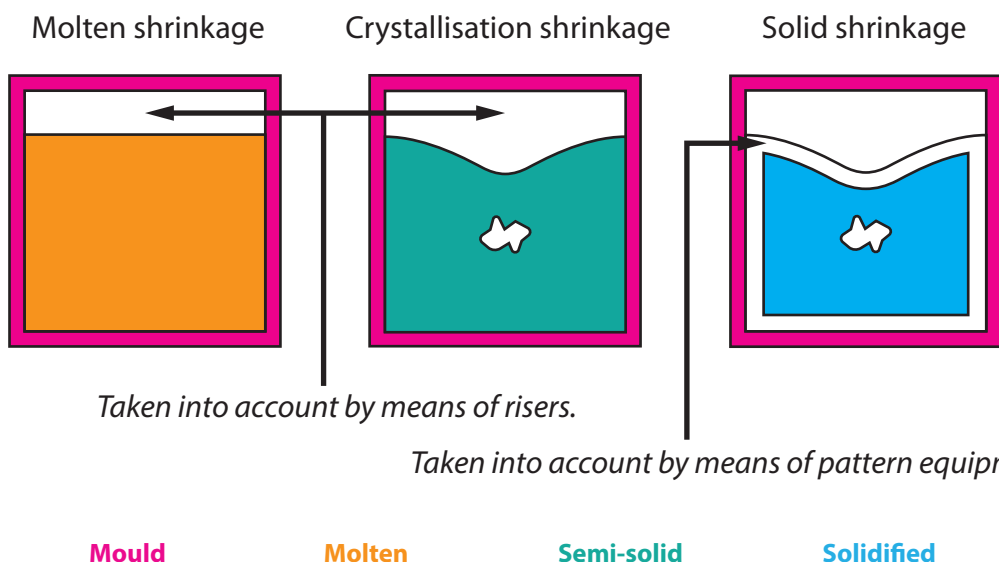 Molten shrinkage
Crystallisation shrinkage
Solid shrinkage
Taken into account by means of risers.
Taken into account by means of pattern
Mould
Molten
Semi-solid
Solidified